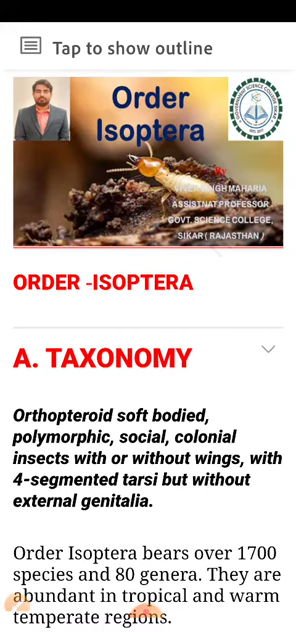 Tap to show outline
Order
Isoptera
SINGH MAHARIA
ASSISTNAT PROFESSOR
GOVT. SCIENCE COLLEGE,
SIKAR ( RAJASTHAN )
ORDER -ISOPTERA
A. TAXONOMY
Orthopteroid soft bodied,
polymorphic, social, colonial
insects with or without wings, with
4-segmented tarsi but without
external genitalia.
Order Isoptera bears over 1700
species and 80 genera. They are
abundant in tropical and warm
temperate regions.